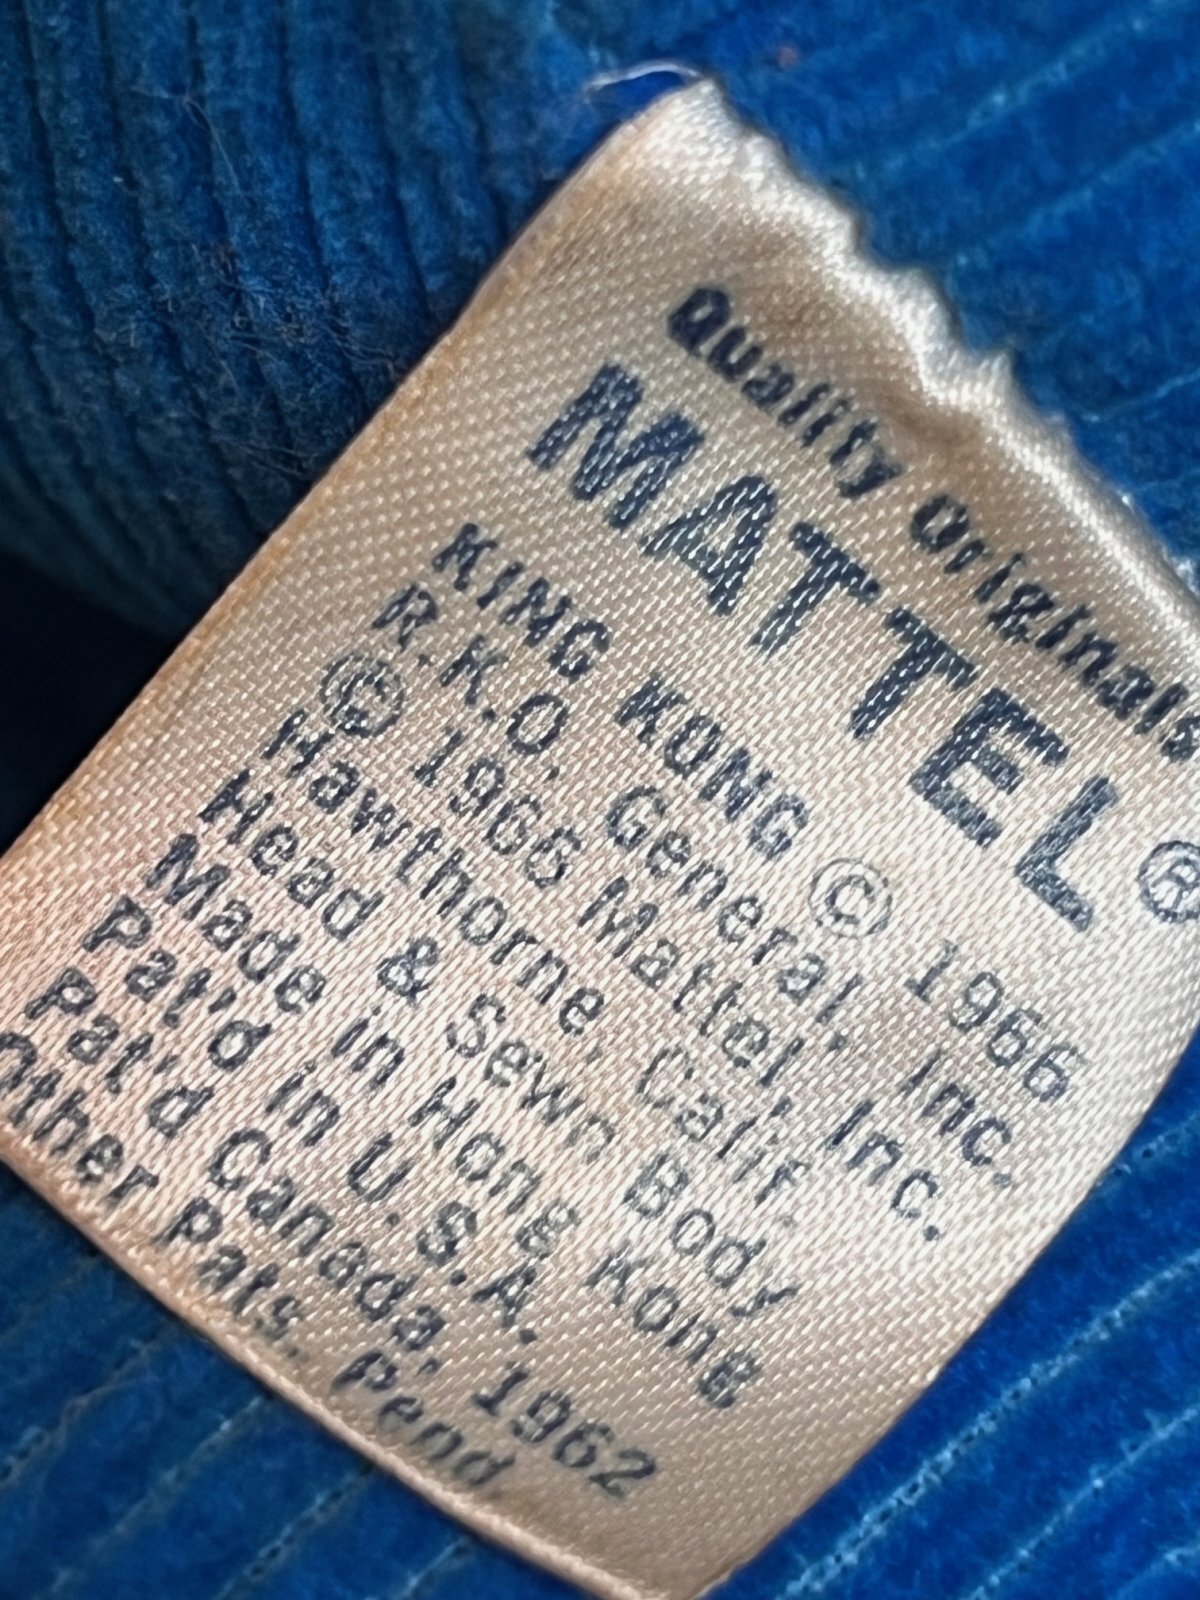 Quality Originals
MATTEL®
KING KONG © 1966
R.K.O. General, Inc.
© 1966 Mattel, Inc.
Hawthorne, Calif.
Head & Sewn Body
Made in Hong Kong
Pat'd in U.S.A.
Pat'd Canada, 1962
Other Pats. Pend.